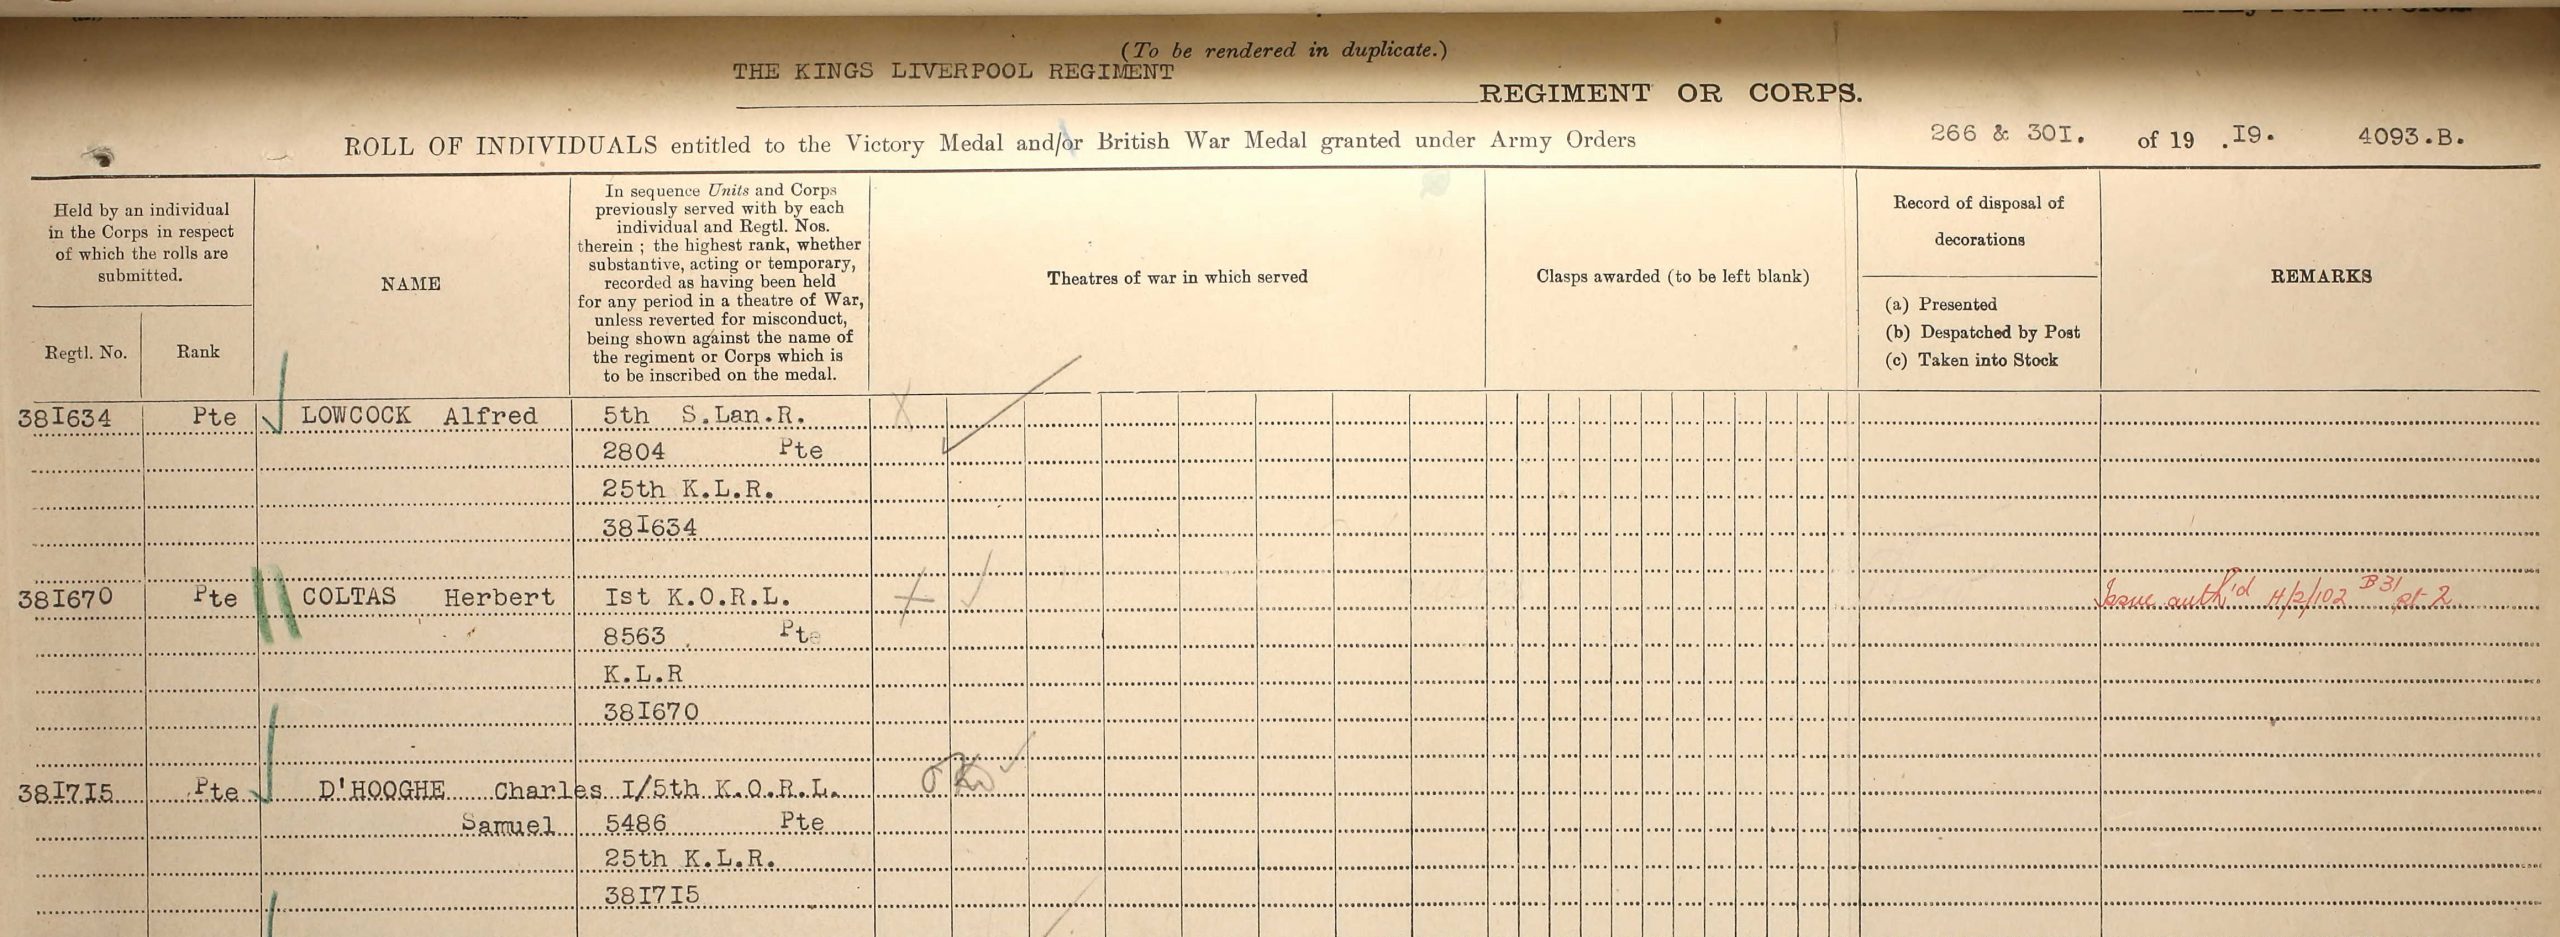 (To be rendered in duplicate.)
THE KINGS LIVERPOOL REGIMENT
REGIMENT OR CORPS.
ROLL OF INDIVIDUALS entitled to the Victory Medal and/or British War Medal granted under Army Orders 266 & 30I. of 19 .I9. 4093.B.
Held by an individual
in the Corps in respect
of which the rolls are
submitted.
Regtl. No.
Rank
NAME
In sequence Units and Corps
previously served with by each
individual and Regtl. Nos.
therein ; the highest rank, whether
substantive, acting or temporary,
recorded as having been held
for any period in a theatre of War,
unless reverted for misconduct,
being shown against the name of
the regiment or Corps which is
to be inscribed on the medal.
Theatres of war in which served
Clasps awarded (to be left blank)
Record of disposal of
decorations
(a) Presented
(b) Despatched by Post
(c) Taken into Stock
REMARKS
38I634 Pte LOWCOCK Alfred 5th S.Lan.R.
2804 Pte
25th K.L.R.
38I634
38I670 Pte COLTAS Herbert Ist K.O.R.L. Issue auth'd H/2/102 B31 pt 2
8563 Pte
K.L.R
38I670
38I7I5 Pte D'HOOGHE Charles I/5th K.O.R.L.
Samuel 5486 Pte
25th K.L.R.
38I7I5